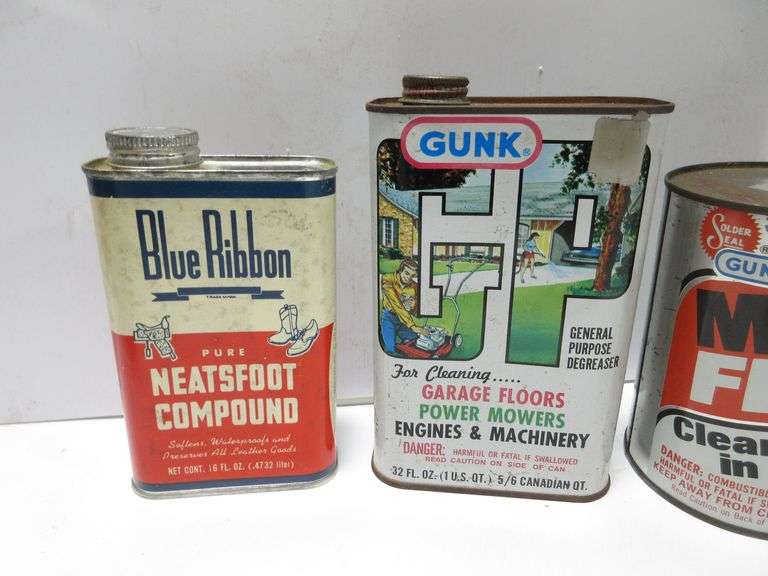 Blue Ribbon
TRADE MARK
PURE
NEATSFOOT
COMPOUND
Softens, Waterproofs and
Preserves All Leather Goods
NET CONT. 16 FL. OZ. (.4732 liter)
GUNK®
GP
GENERAL
PURPOSE
DEGREASER
For Cleaning.....
GARAGE FLOORS
POWER MOWERS
ENGINES & MACHINERY
DANGER: HARMFUL OR FATAL IF SWALLOWED
READ CAUTION ON SIDE OF CAN
32 FL. OZ. (1 U.S. QT.) 5/6 CANADIAN QT.
SOLDER
SEAL
GUNK
M
FL
Clean
in
DANGER: COMBUSTIBLE
HARMFUL OR FATAL IF
KEEP AWAY FROM
Read Caution on Back of